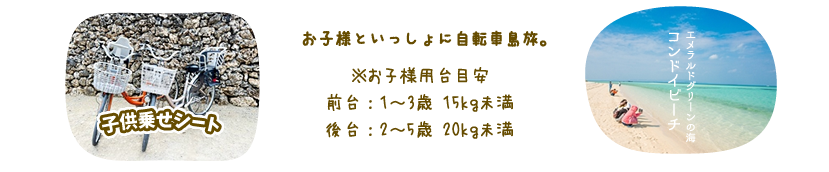 子供乗せシート
お子様といっしょに自転車島旅。
※お子様用台目安
前台：1～3歳 15kg未満
後台：2～5歳 20kg未満
エメラルドグリーンの海
コンドイビーチ